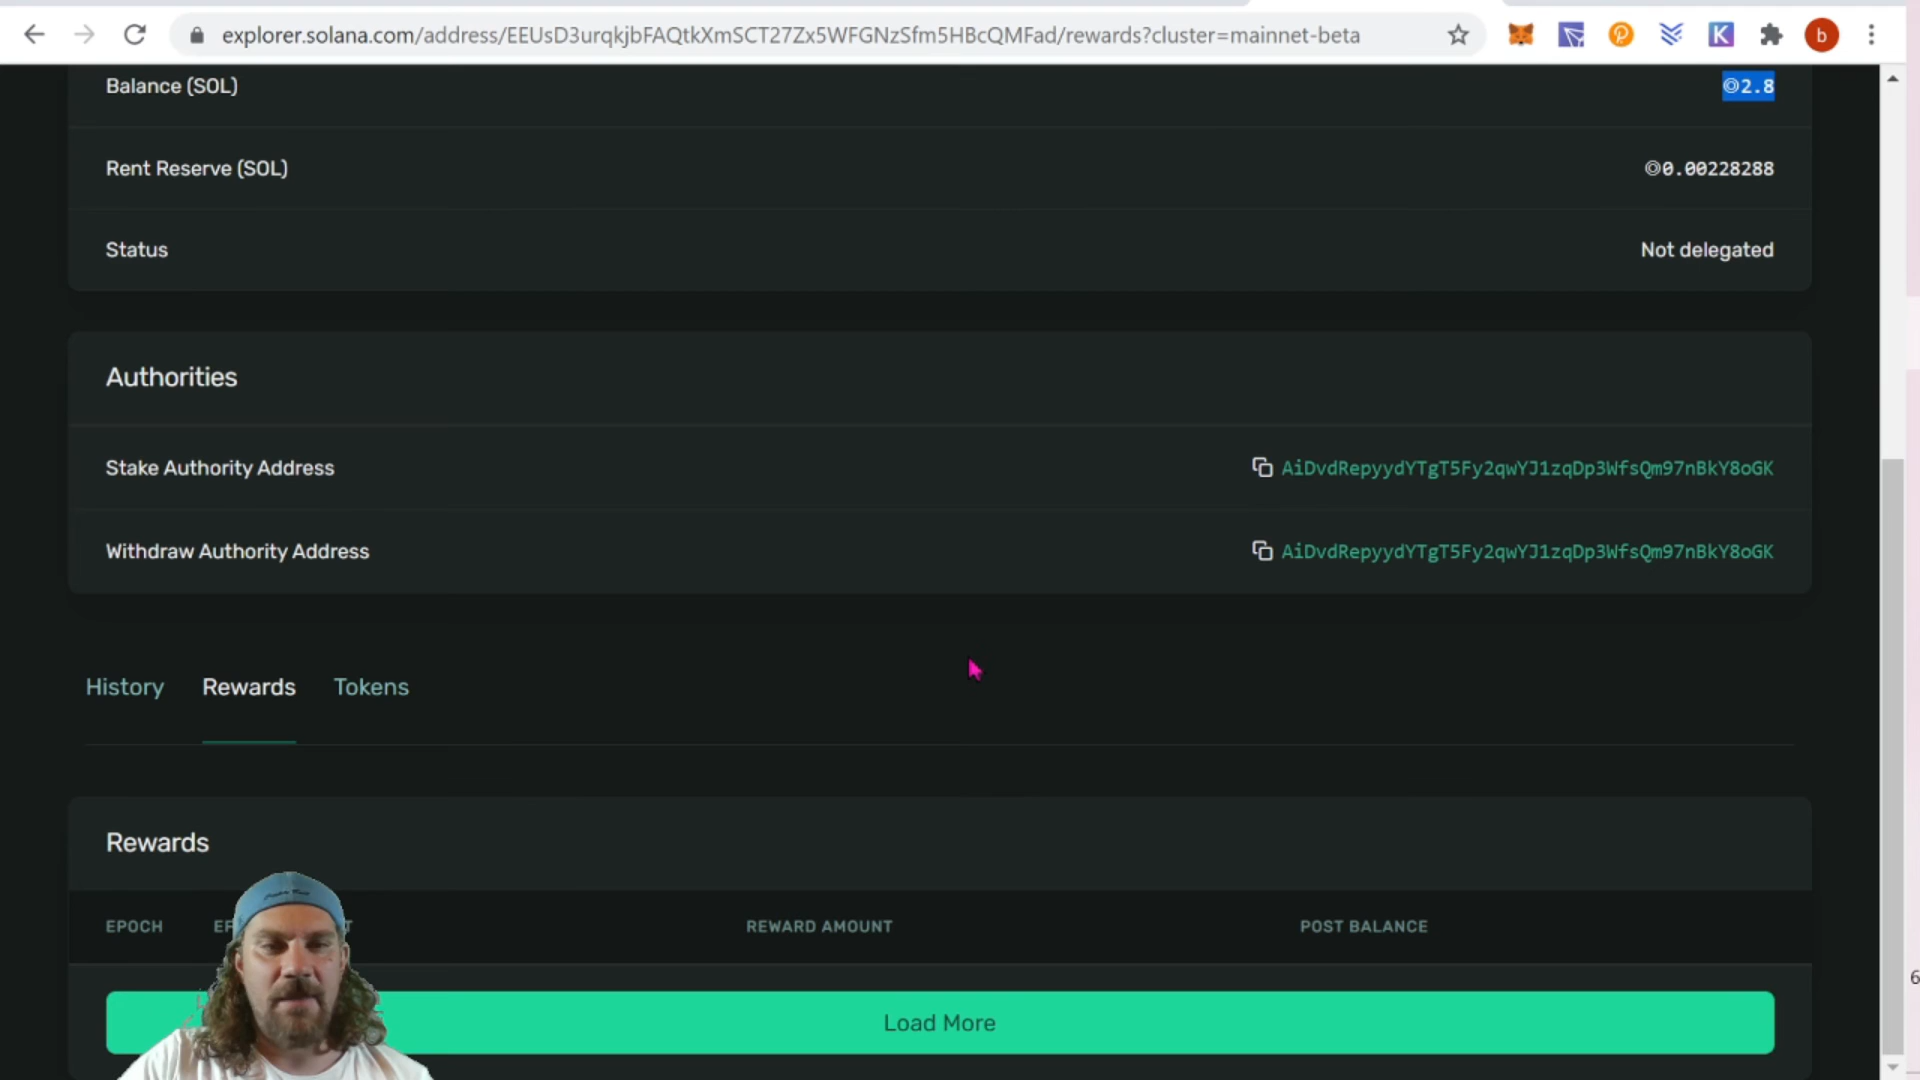 explorer.solana.com/address/EEUsD3urqkjbFAQtkXmSCT27Zx5WFGNzSfm5HBcQMFad/rewards?cluster=mainnet-beta
K
b
Balance (SOL) ◎2.8
Rent Reserve (SOL) ◎0.00228288
Status Not delegated
Authorities
Stake Authority Address AiDvdRepyydYTgT5Fy2qwYJ1zqDp3WfsQm97nBkY8oGK
Withdraw Authority Address AiDvdRepyydYTgT5Fy2qwYJ1zqDp3WfsQm97nBkY8oGK
History Rewards Tokens
Rewards
EPOCH REWARD AMOUNT POST BALANCE
Load More
6